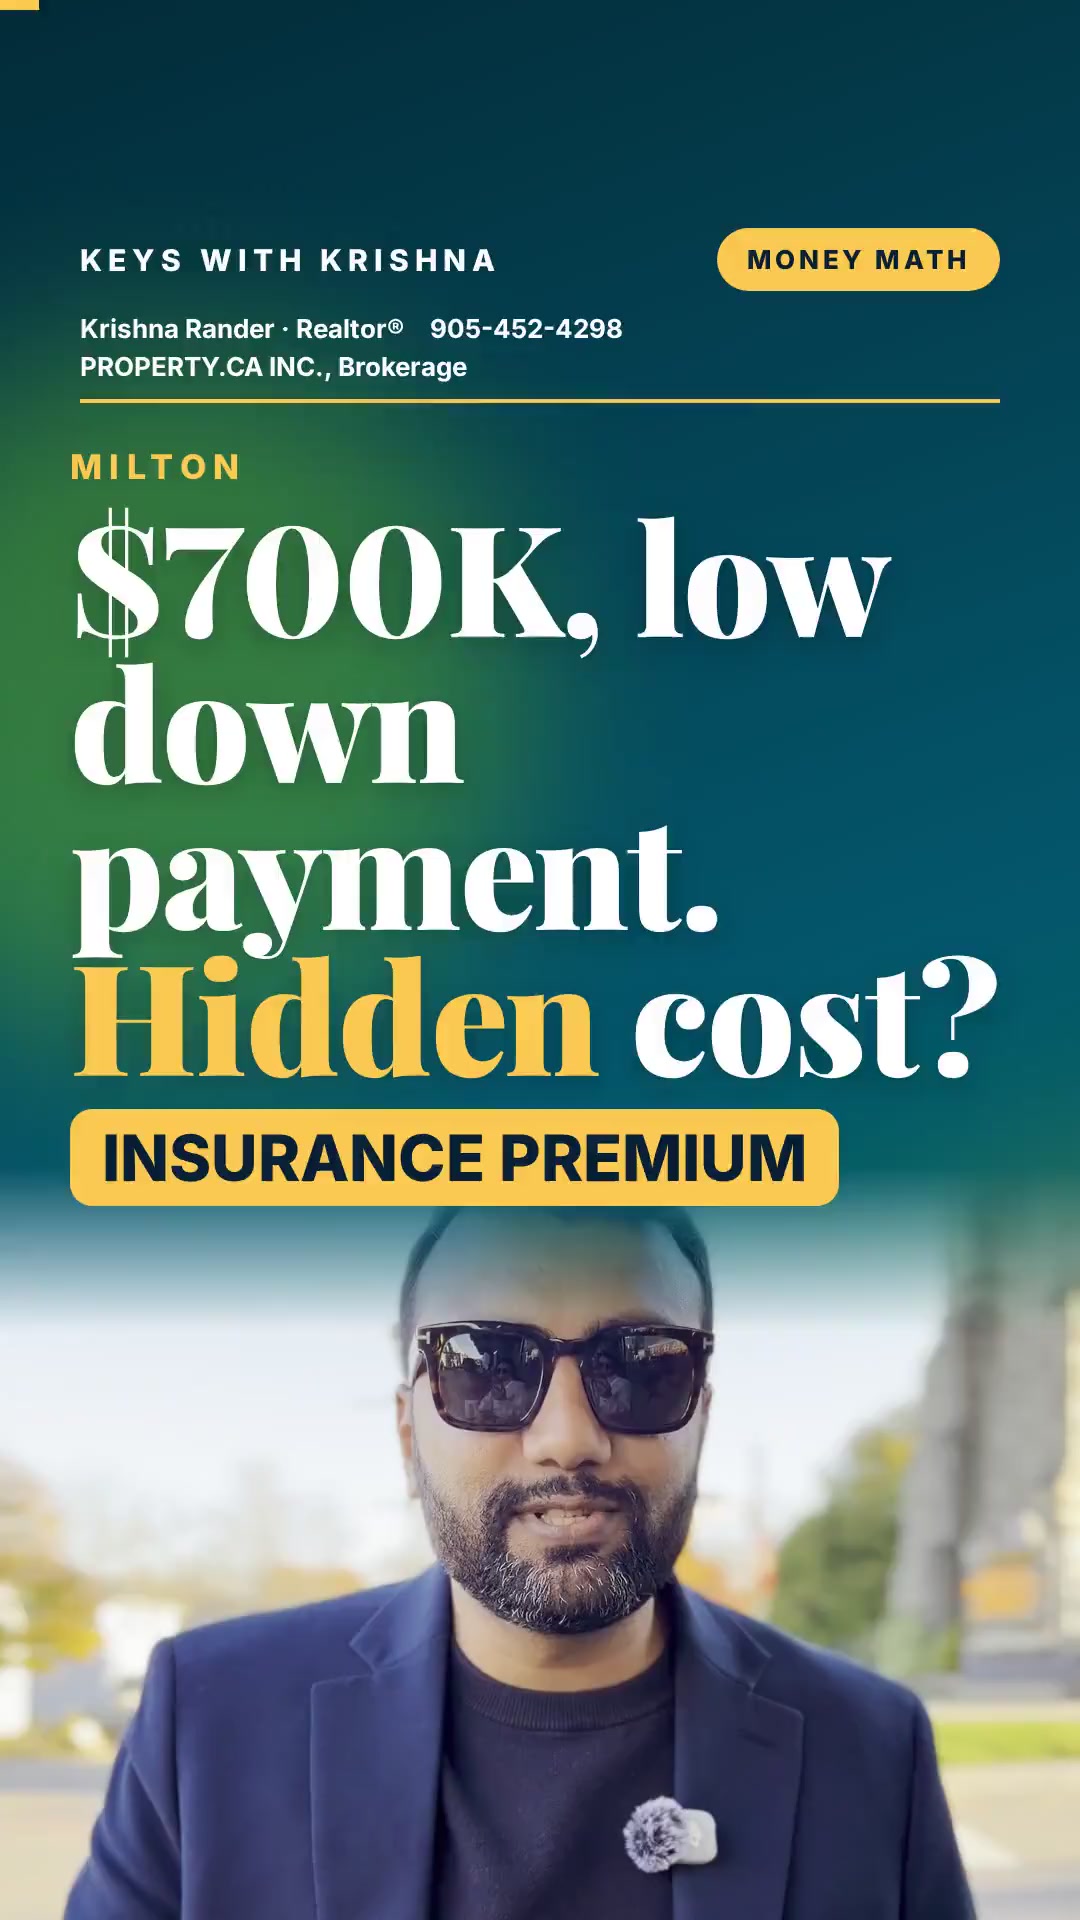 KEYS WITH KRISHNA
MONEY MATH
Krishna Rander · Realtor® 905-452-4298
PROPERTY.CA INC., Brokerage
MILTON
$700K, low
down
payment.
Hidden cost?
INSURANCE PREMIUM